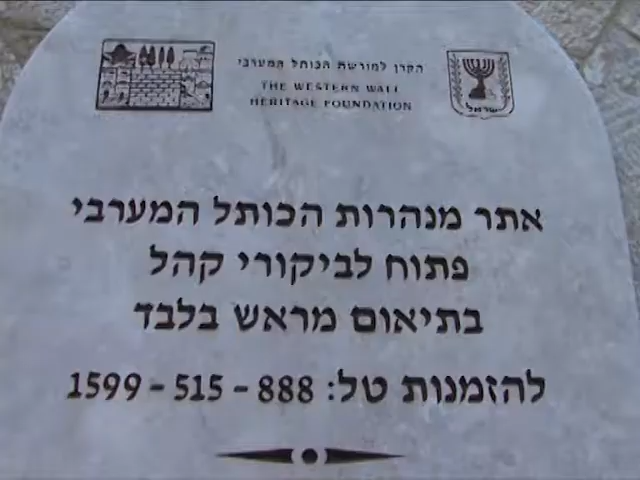 הקרן למורשת הכותל המערבי
THE WESTERN WALL
HERITAGE FOUNDATION
ישראל
אתר מנהרות הכותל המערבי
פתוח לביקורי קהל
בתיאום מראש בלבד
להזמנות טל: 888 - 515 - 1599